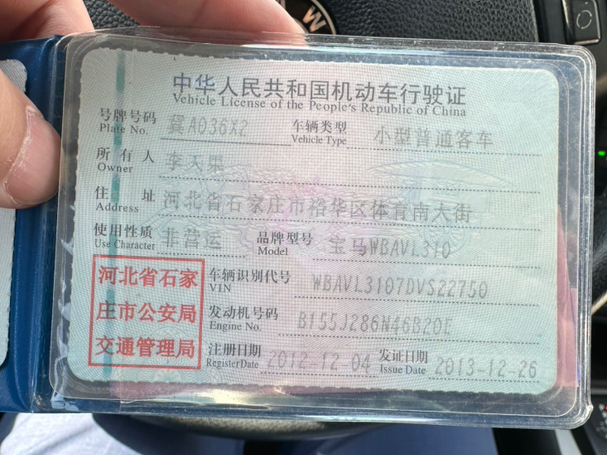 中华人民共和国机动车行驶证
Vehicle License of the People's Republic of China
号牌号码 冀A036X2 车辆类型 小型普通客车
Plate No. Vehicle Type
所有人 李天果
Owner
住址 河北省石家庄市裕华区体育南大街
Address
使用性质 非营运 品牌型号 宝马WBAVL310
Use Character Model
河北省石家
庄市公安局
交通管理局
车辆识别代号 WBAVL3107DVS22750
VIN
发动机号码 B155J286N46B20E
Engine No.
注册日期 2012-12-04 发证日期 2013-12-26
RegisterDate Issue Date